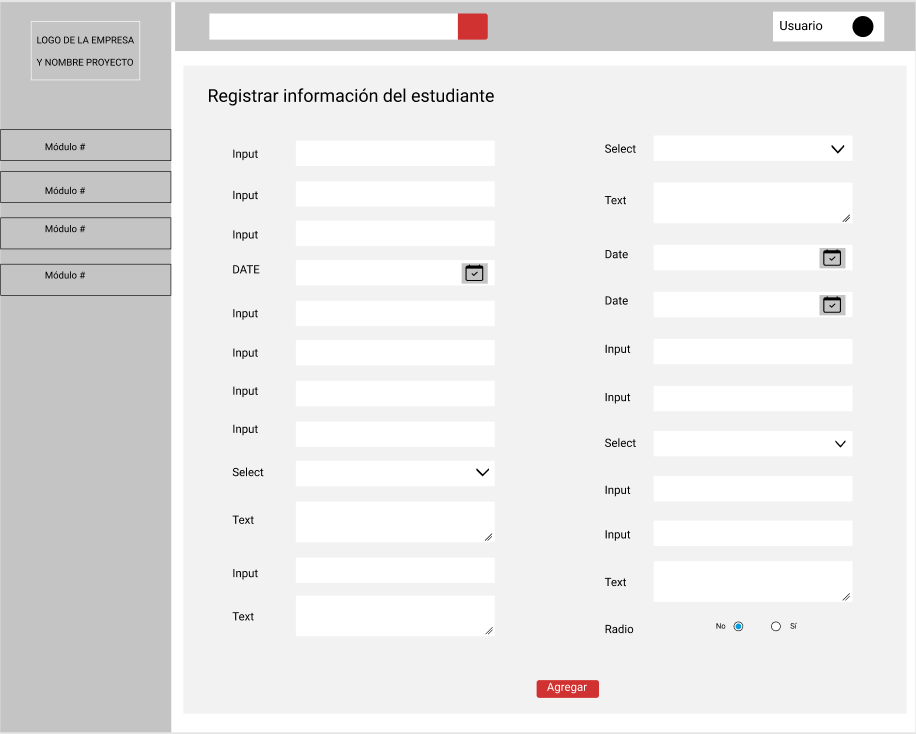 LOGO DE LA EMPRESA
Y NOMBRE PROYECTO
Usuario
Módulo #
Módulo #
Módulo #
Módulo #
Registrar información del estudiante
Input
Input
Input
DATE
Input
Input
Input
Input
Select
Text
Input
Text
Select
Text
Date
Date
Input
Input
Select
Input
Input
Text
Radio No Sí
Agregar